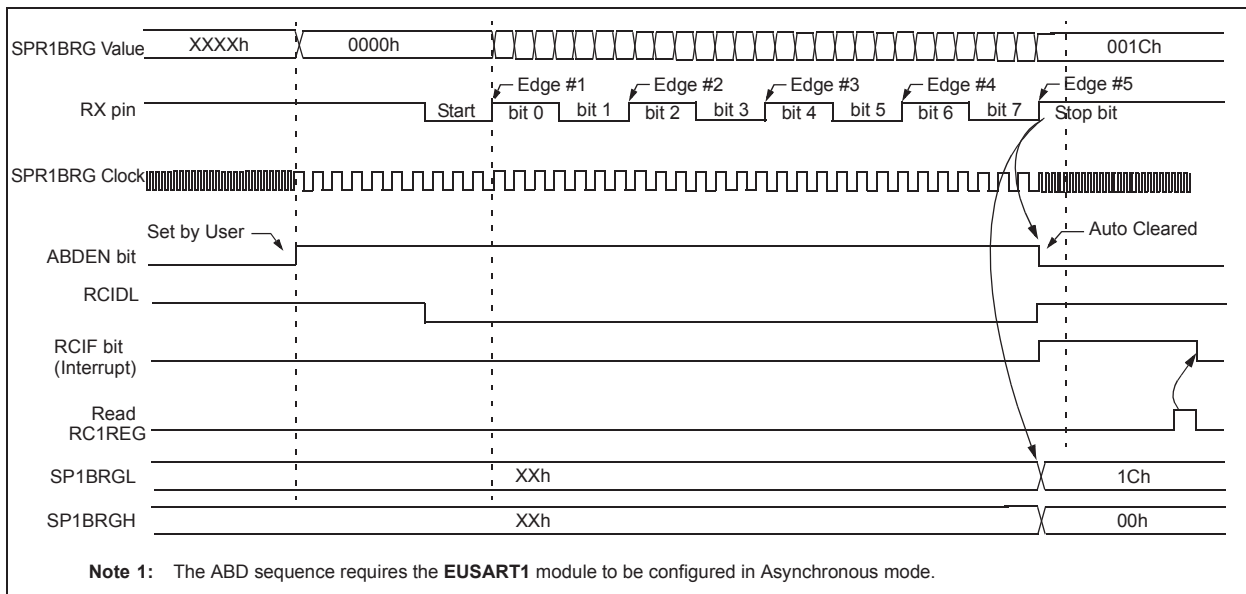 SPR1BRG Value
XXXXh
0000h
001Ch
RX pin
Start
Edge #1
bit 0
bit 1
Edge #2
bit 2
bit 3
Edge #3
bit 4
bit 5
Edge #4
bit 6
bit 7
Edge #5
Stop bit
SPR1BRG Clock
Set by User
Auto Cleared
ABDEN bit
RCIDL
RCIF bit
(Interrupt)
Read
RC1REG
SP1BRGL
XXh
1Ch
SP1BRGH
XXh
00h
Note 1: The ABD sequence requires the EUSART1 module to be configured in Asynchronous mode.